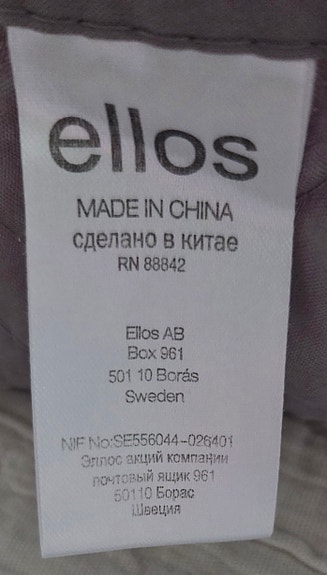 ellos
MADE IN CHINA
сделано в китае
RN 88842
Ellos AB
Box 961
501 10 Borås
Sweden
NIF No:SE556044-026401
Эллос акций компании
почтовый ящик 961
50110 Борас
Швеция